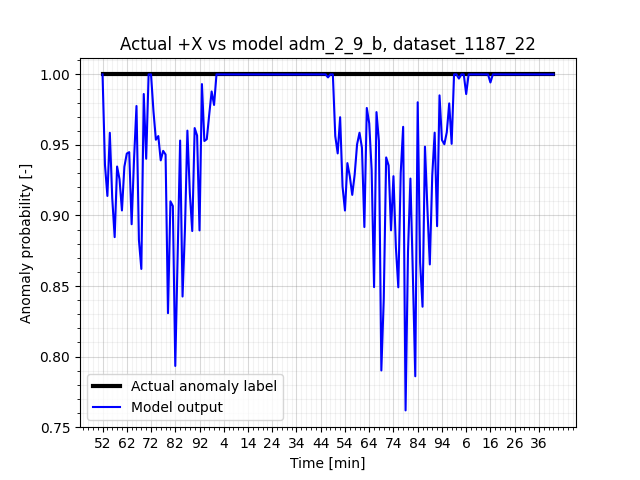 Actual +X vs model adm_2_9_b, dataset_1187_22
1.00
0.95
0.90
0.85
0.80
0.75
Anomaly probability [-]
Actual anomaly label
Model output
52 62 72 82 92 4 14 24 34 44 54 64 74 84 94 6 16 26 36
Time [min]